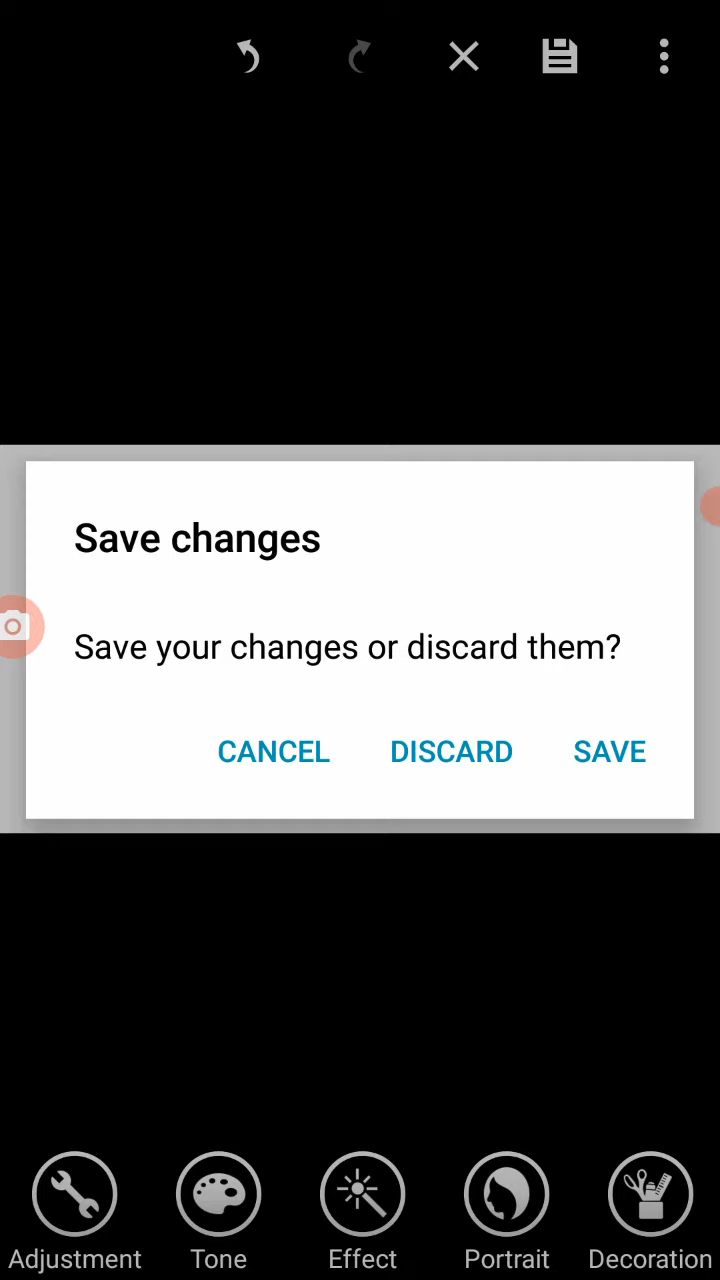 Save changes
Save your changes or discard them?
CANCEL DISCARD SAVE
Adjustment Tone Effect Portrait Decoration